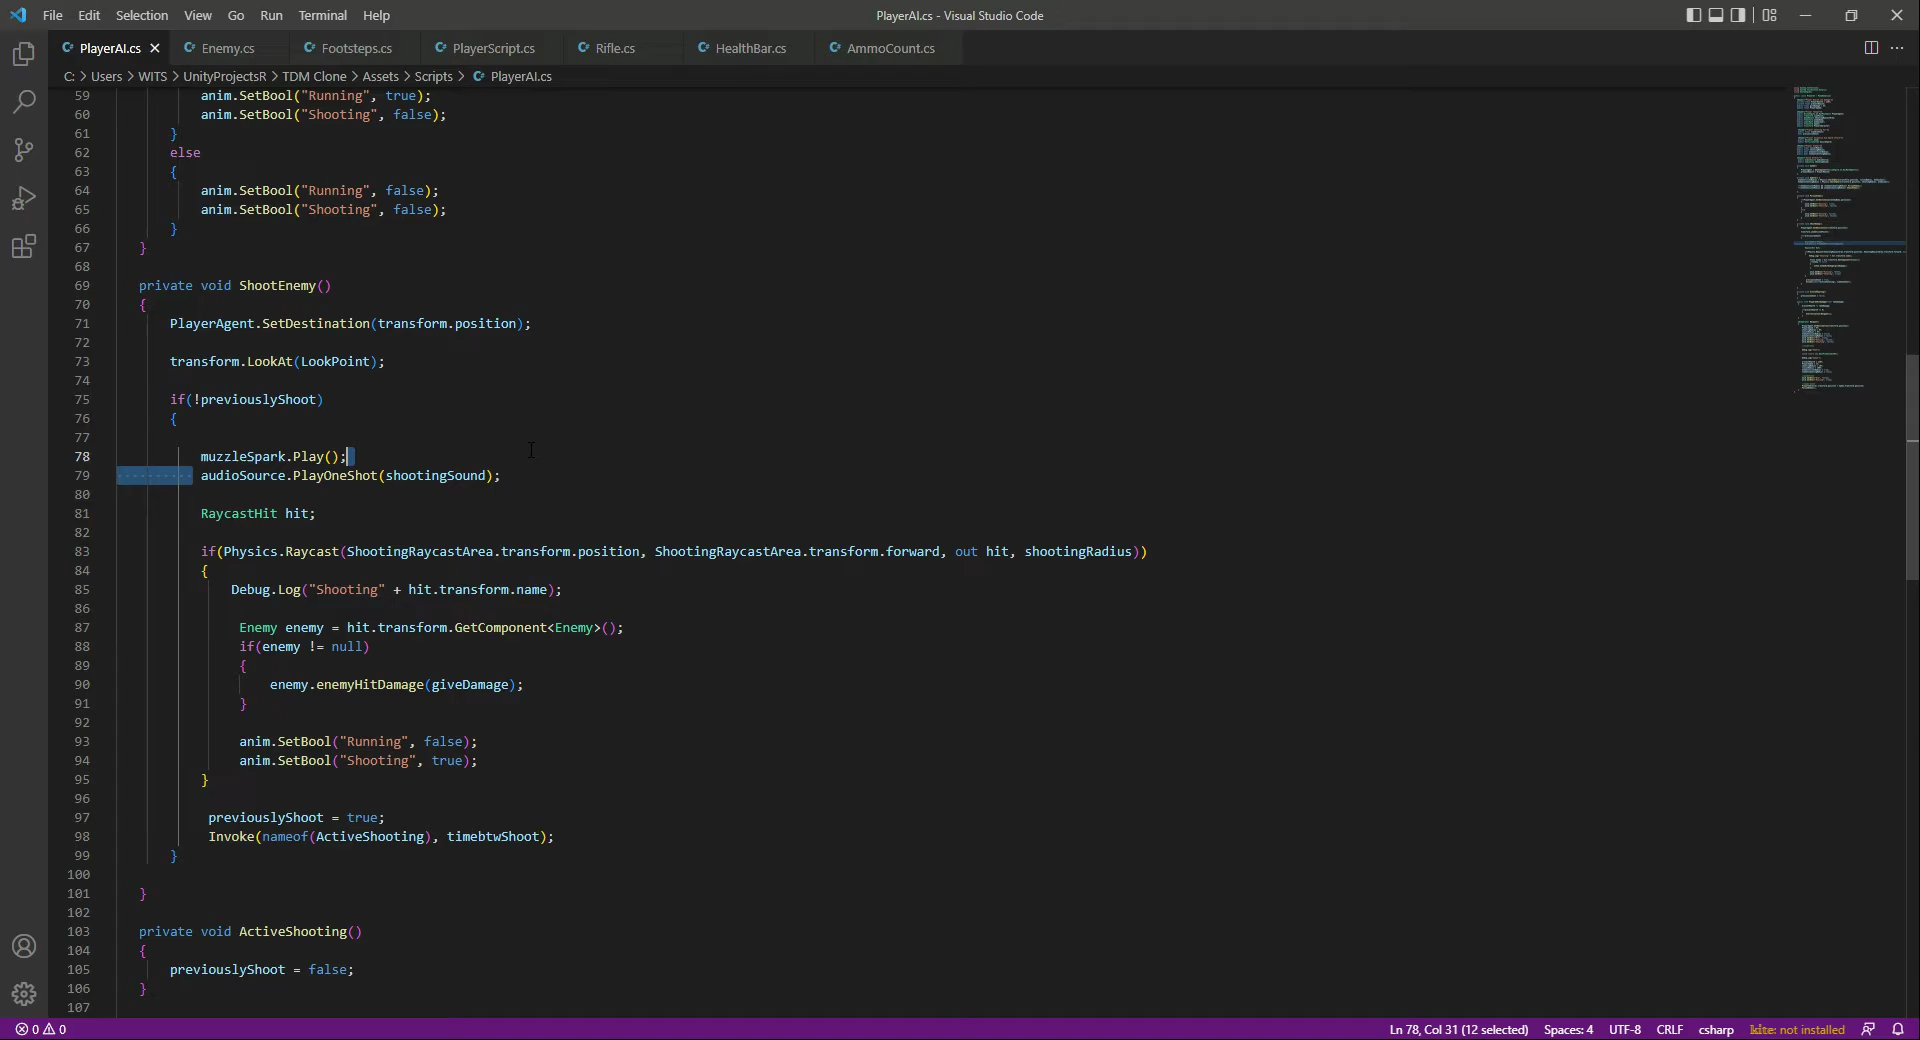 File Edit Selection View Go Run Terminal Help PlayerAI.cs - Visual Studio Code
PlayerAI.cs Enemy.cs Footsteps.cs PlayerScript.cs Rifle.cs HealthBar.cs AmmoCount.cs
C: > Users > WITS > UnityProjectsR > TDM Clone > Assets > Scripts > PlayerAI.cs
59 anim.SetBool("Running", true);
60 anim.SetBool("Shooting", false);
61 }
62 else
63 {
64 anim.SetBool("Running", false);
65 anim.SetBool("Shooting", false);
66 }
67 }
68
69 private void ShootEnemy()
70 {
71 PlayerAgent.SetDestination(transform.position);
72
73 transform.LookAt(LookPoint);
74
75 if(!previouslyShoot)
76 {
77
78 muzzleSpark.Play();
79 audioSource.PlayOneShot(shootingSound);
80
81 RaycastHit hit;
82
83 if(Physics.Raycast(ShootingRaycastArea.transform.position, ShootingRaycastArea.transform.forward, out hit, shootingRadius))
84 {
85 Debug.Log("Shooting" + hit.transform.name);
86
87 Enemy enemy = hit.transform.GetComponent<Enemy>();
88 if(enemy != null)
89 {
90 enemy.enemyHitDamage(giveDamage);
91 }
92
93 anim.SetBool("Running", false);
94 anim.SetBool("Shooting", true);
95 }
96
97 previouslyShoot = true;
98 Invoke(nameof(ActiveShooting), timebtwShoot);
99 }
100
101 }
102
103 private void ActiveShooting()
104 {
105 previouslyShoot = false;
106 }
107
0 0 Ln 78, Col 31 (12 selected) Spaces: 4 UTF-8 CRLF csharp kite: not installed